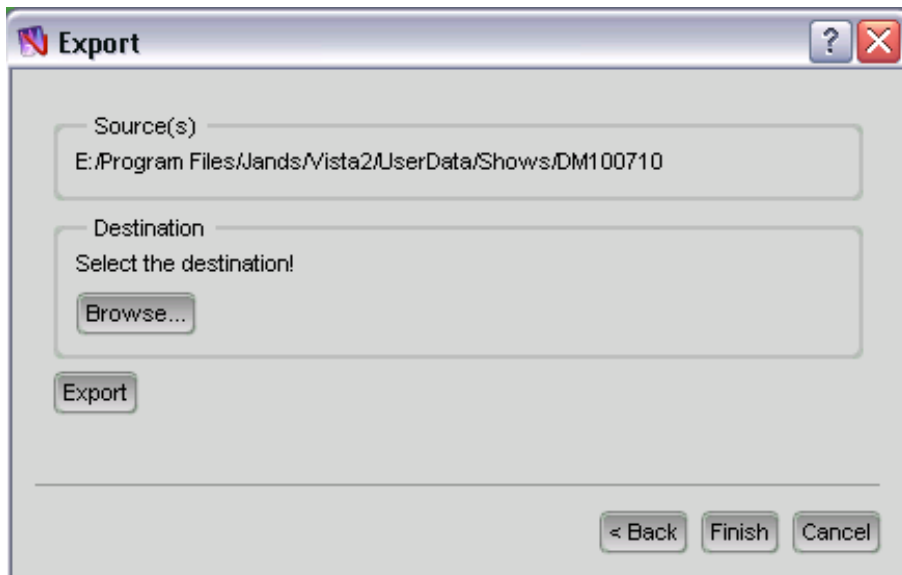 Export
?
Source(s)
E:/Program Files/Jands/Vista2/UserData/Shows/DM100710
Destination
Select the destination!
Browse...
Export
< Back Finish Cancel